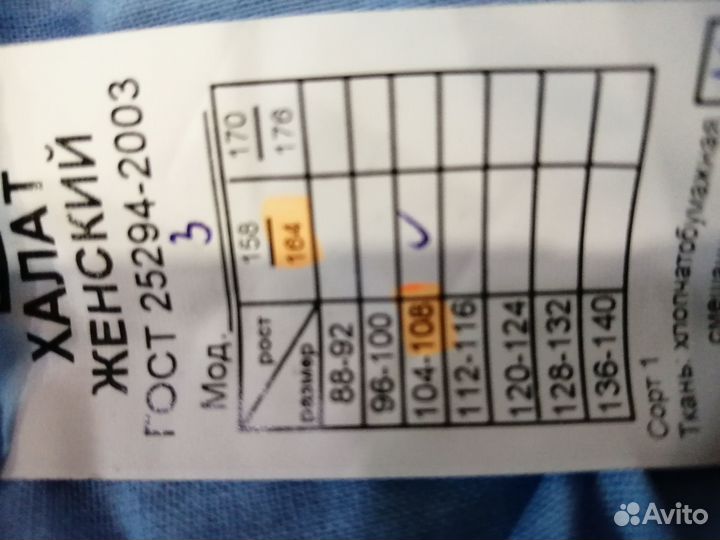 ХАЛАТ
ЖЕНСКИЙ
ГОСТ 25294-2003
Мод. 3
рост
размер
158
164
170
176
88-92
96-100
104-108
112-116
120-124
128-132
136-140
Сорт 1
Ткань: хлопчатобумажная
Avito